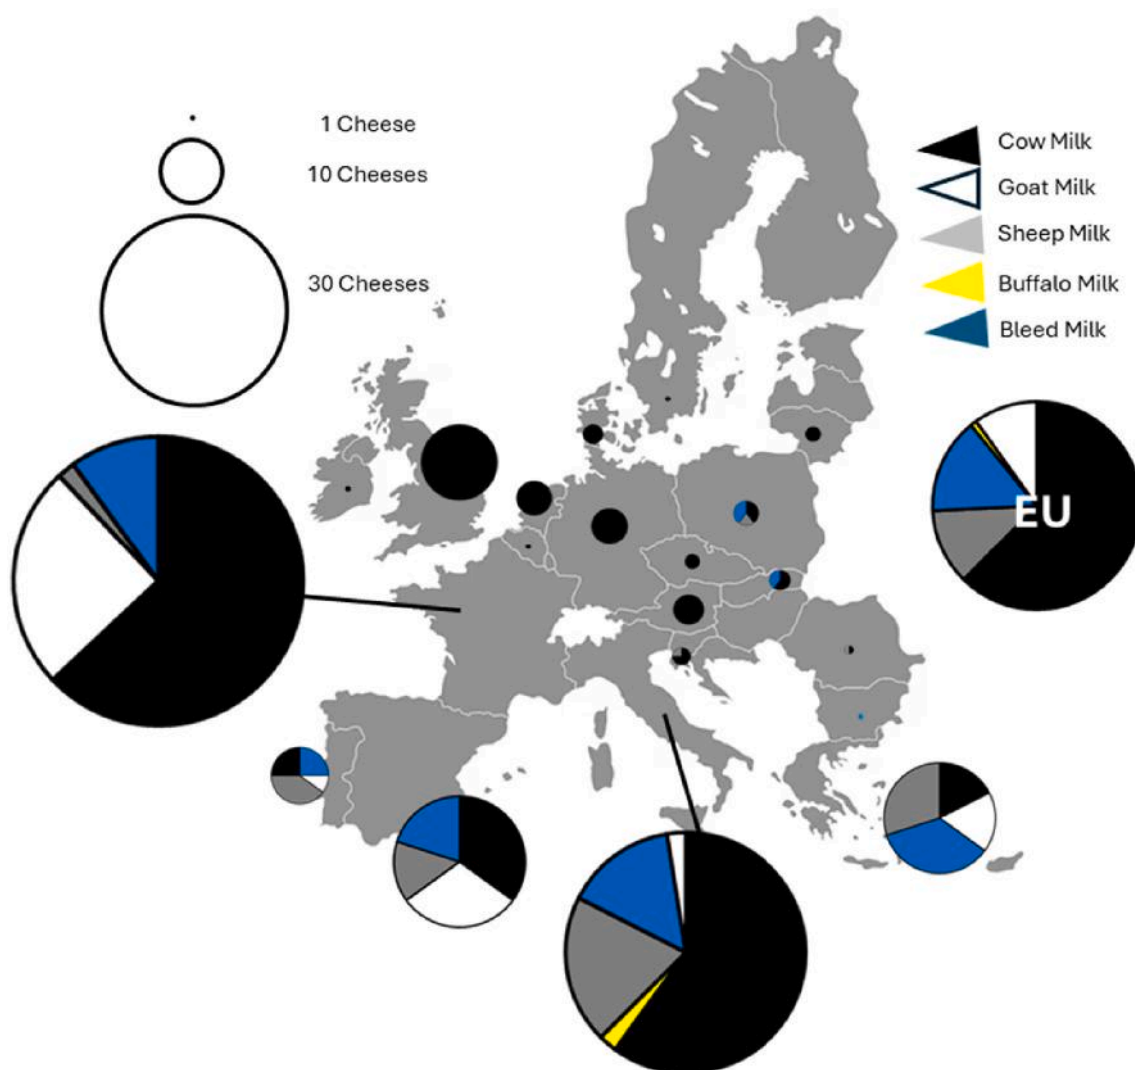 1 Cheese
10 Cheeses
30 Cheeses
Cow Milk
Goat Milk
Sheep Milk
Buffalo Milk
Bleed Milk
EU